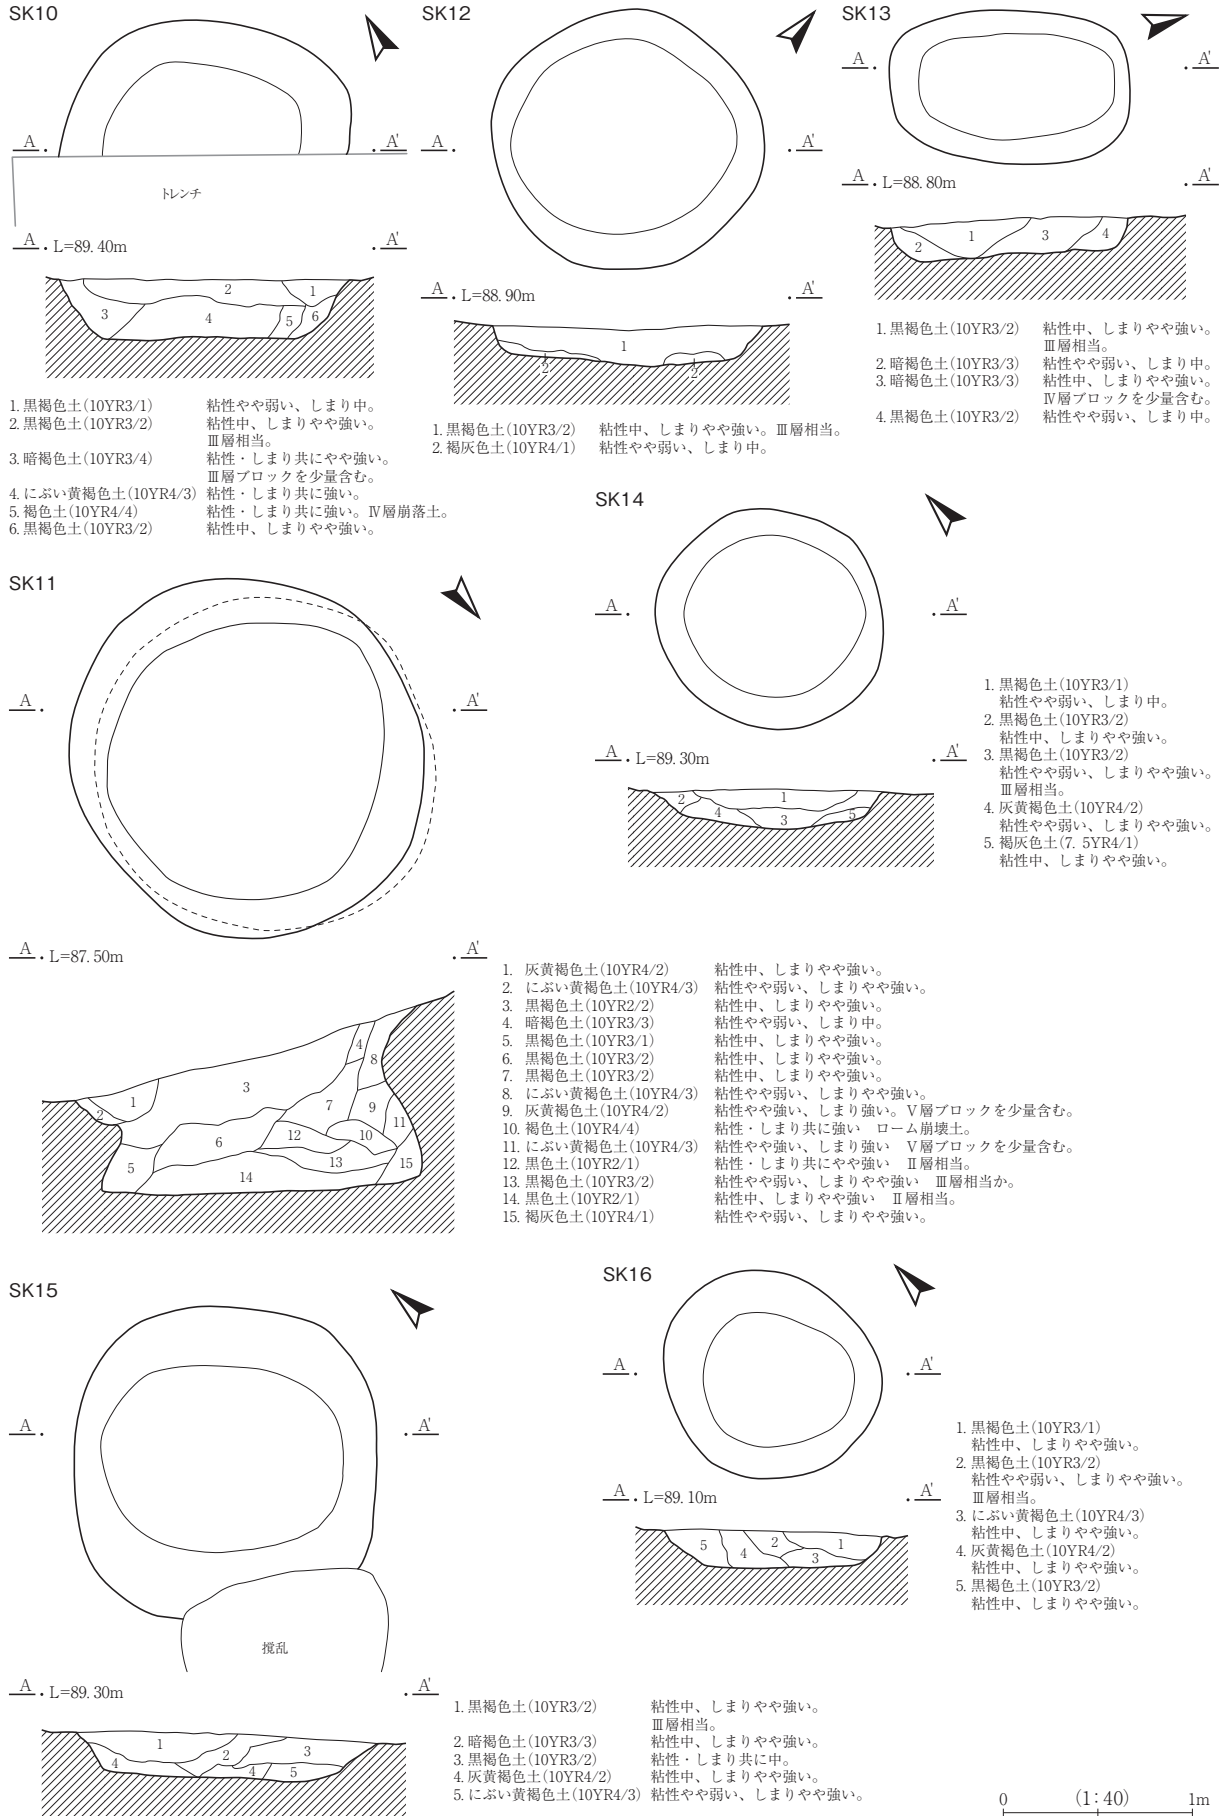 SK10
A
A'
トレンチ
A
L=89.40m
A'
2
1
3
4
5
6
1. 黒褐色土(10YR3/1) 粘性やや弱い、しまり中。
2. 黒褐色土(10YR3/2) 粘性中、しまりやや強い。
Ⅲ層相当。
3. 暗褐色土(10YR3/4) 粘性・しまり共にやや強い。
Ⅲ層ブロックを少量含む。
4. にぶい黄褐色土(10YR4/3) 粘性・しまり共に強い。
5. 褐色土(10YR4/4) 粘性・しまり共に強い。Ⅳ層崩落土。
6. 黒褐色土(10YR3/2) 粘性中、しまりやや強い。
SK12
A
A'
A
L=88.90m
A'
1
2
2
1. 黒褐色土(10YR3/2) 粘性中、しまりやや強い。Ⅲ層相当。
2. 褐灰色土(10YR4/1) 粘性やや弱い、しまり中。
SK13
A
A'
A
L=88.80m
A'
2
1
3
4
1. 黒褐色土(10YR3/2) 粘性中、しまりやや強い。
Ⅲ層相当。
2. 暗褐色土(10YR3/3) 粘性やや弱い、しまり中。
3. 暗褐色土(10YR3/3) 粘性中、しまりやや強い。
Ⅳ層ブロックを少量含む。
4. 黒褐色土(10YR3/2) 粘性やや弱い、しまり中。
SK14
A
A'
A
L=89.30m
A'
2
4
1
3
5
1. 黒褐色土(10YR3/1)
粘性やや弱い、しまり中。
2. 黒褐色土(10YR3/2)
粘性中、しまりやや強い。
3. 黒褐色土(10YR3/2)
粘性やや弱い、しまりやや強い。
Ⅲ層相当。
4. 灰黄褐色土(10YR4/2)
粘性やや弱い、しまりやや強い。
5. 褐灰色土(7.5YR4/1)
粘性中、しまりやや強い。
SK11
A
A'
A
L=87.50m
A'
4
8
3
1
2
7
9
11
6
12
10
5
14
13
15
1. 灰黄褐色土(10YR4/2) 粘性中、しまりやや強い。
2. にぶい黄褐色土(10YR4/3) 粘性やや弱い、しまりやや強い。
3. 黒褐色土(10YR2/2) 粘性中、しまりやや強い。
4. 暗褐色土(10YR3/3) 粘性やや弱い、しまり中。
5. 黒褐色土(10YR3/1) 粘性中、しまりやや強い。
6. 黒褐色土(10YR3/2) 粘性中、しまりやや強い。
7. 黒褐色土(10YR3/2) 粘性中、しまりやや強い。
8. にぶい黄褐色土(10YR4/3) 粘性やや弱い、しまりやや強い。
9. 灰黄褐色土(10YR4/2) 粘性やや強い、しまり強い。Ⅴ層ブロックを少量含む。
10. 褐色土(10YR4/4) 粘性・しまり共に強い　ローム崩壊土。
11. にぶい黄褐色土(10YR4/3) 粘性やや強い、しまり強い　Ⅴ層ブロックを少量含む。
12. 黒色土(10YR2/1) 粘性・しまり共にやや強い　Ⅱ層相当。
13. 黒褐色土(10YR3/2) 粘性やや弱い、しまりやや強い　Ⅲ層相当か。
14. 黒色土(10YR2/1) 粘性中、しまりやや強い　Ⅱ層相当。
15. 褐灰色土(10YR4/1) 粘性やや弱い、しまりやや強い。
SK15
A
A'
撹乱
A
L=89.30m
A'
1
2
3
4
4
5
1. 黒褐色土(10YR3/2) 粘性中、しまりやや強い。
Ⅲ層相当。
2. 暗褐色土(10YR3/3) 粘性中、しまりやや強い。
3. 黒褐色土(10YR3/2) 粘性・しまり共に中。
4. 灰黄褐色土(10YR4/2) 粘性中、しまりやや強い。
5. にぶい黄褐色土(10YR4/3) 粘性やや弱い、しまりやや強い。
SK16
A
A'
A
L=89.10m
A'
5
4
2
1
3
1. 黒褐色土(10YR3/1)
粘性中、しまりやや強い。
2. 黒褐色土(10YR3/2)
粘性やや弱い、しまりやや強い。
Ⅲ層相当。
3. にぶい黄褐色土(10YR4/3)
粘性中、しまりやや強い。
4. 灰黄褐色土(10YR4/2)
粘性中、しまりやや強い。
5. 黒褐色土(10YR3/2)
粘性中、しまりやや強い。
0 (1:40) 1m